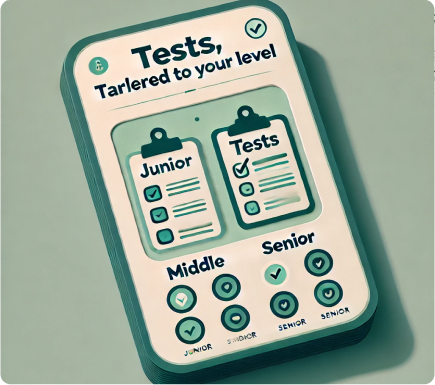 Tests,
Tarlered to your level
Junior
Tests
Middle
Senior
JUNIOR
SENIOR
SENIOR